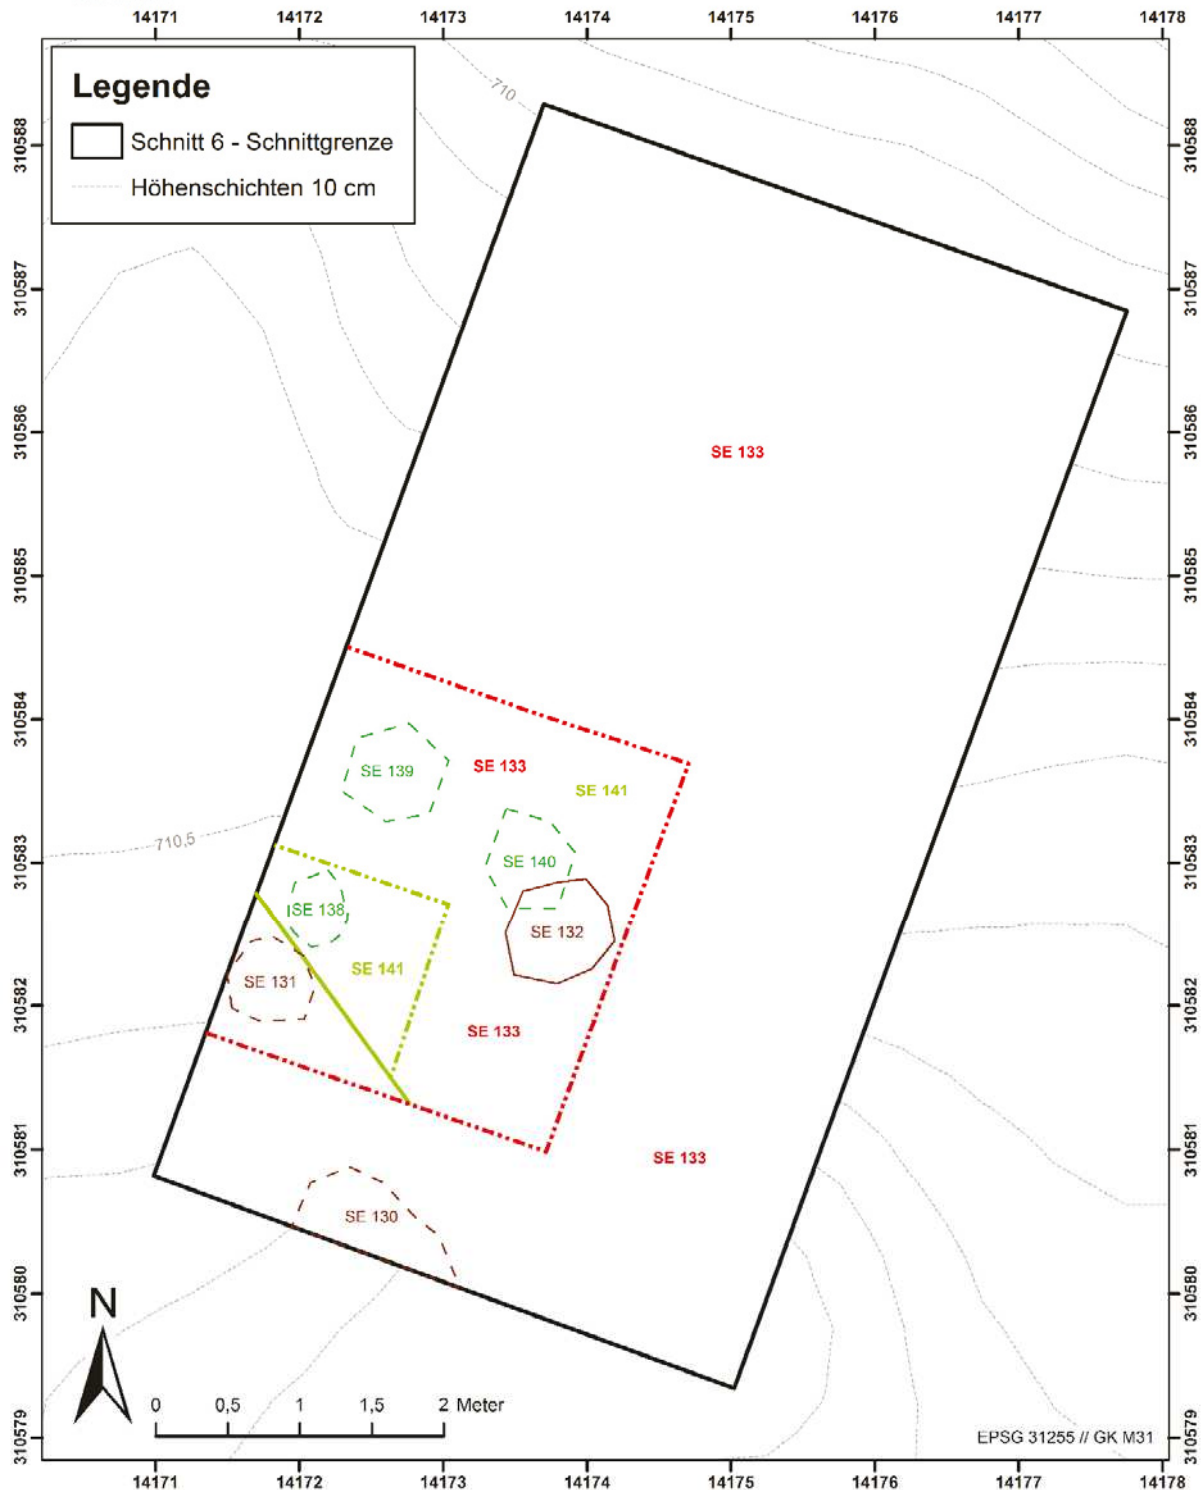 14171 14172 14173 14174 14175 14176 14177 14178
Legende
Schnitt 6 - Schnittgrenze
Höhenschichten 10 cm
710
310588 310588
310587 310587
310586 310586
SE 133
310585 310585
310584 310584
SE 139 SE 133
SE 141
710,5
310583 310583
SE 140
SE 138
SE 132
SE 141
SE 131
310582 310582
SE 133
310581 310581
SE 133
SE 130
310580 310580
N
0 0,5 1 1,5 2 Meter
310579 310579
EPSG 31255 // GK M31
14171 14172 14173 14174 14175 14176 14177 14178